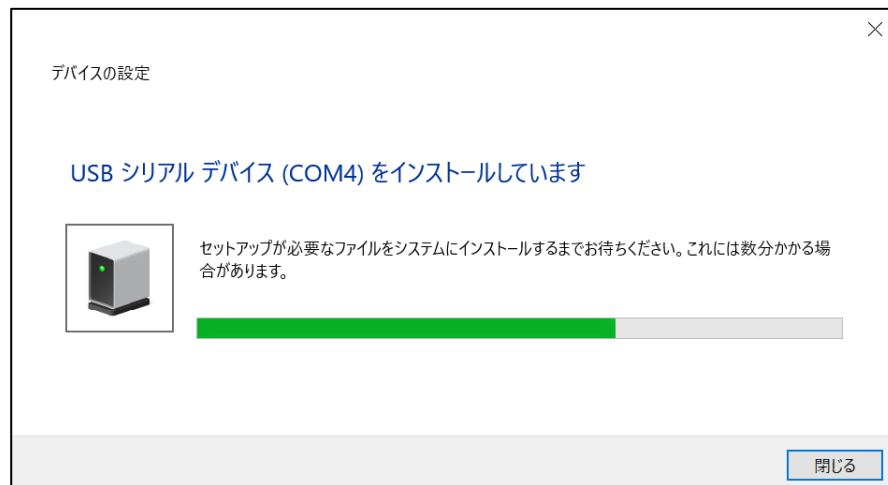 デバイスの設定
USB シリアル デバイス (COM4) をインストールしています
セットアップが必要なファイルをシステムにインストールするまでお待ちください。これには数分かかる場
合があります。
閉じる